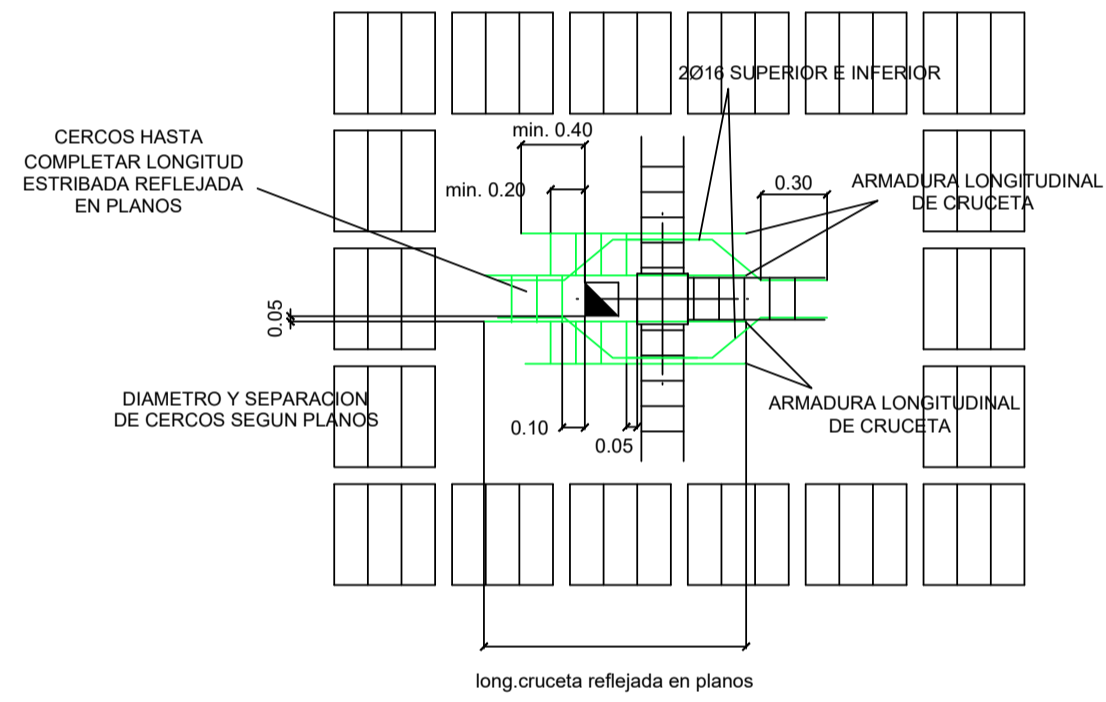 2Ø16 SUPERIOR E INFERIOR
CERCOS HASTA
COMPLETAR LONGITUD
ESTRIBADA REFLEJADA
EN PLANOS
min. 0.40
min. 0.20
0.30
ARMADURA LONGITUDINAL
DE CRUCETA
0.05
DIAMETRO Y SEPARACION
DE CERCOS SEGUN PLANOS
0.10
0.05
ARMADURA LONGITUDINAL
DE CRUCETA
long.cruceta reflejada en planos